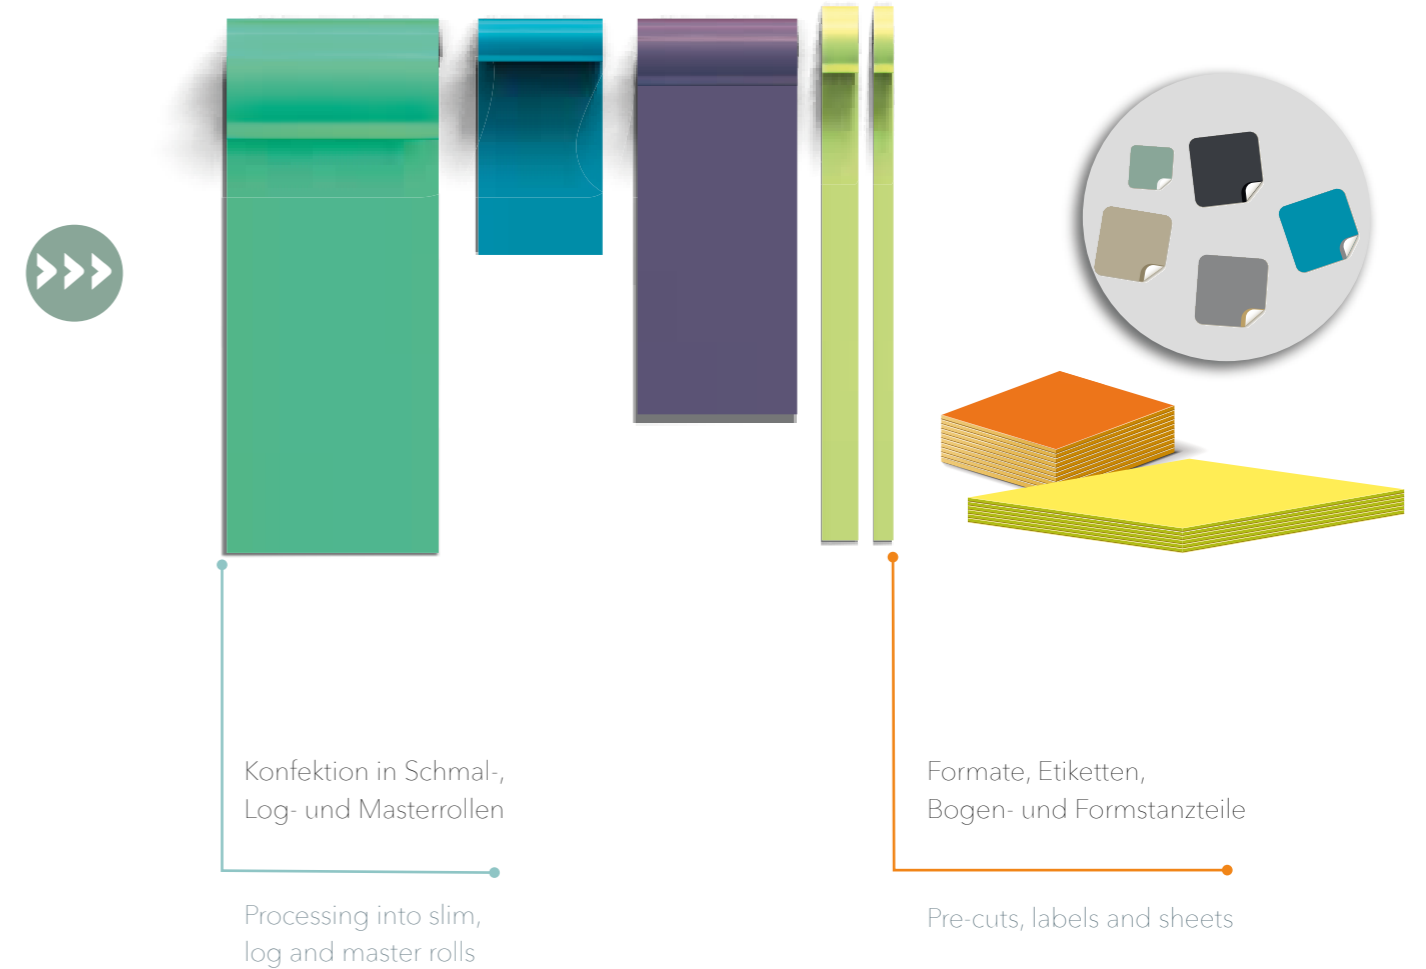 Konfektion in Schmal-,
Log- und Masterrollen
Processing into slim,
log and master rolls
Formate, Etiketten,
Bogen- und Formstanzteile
Pre-cuts, labels and sheets